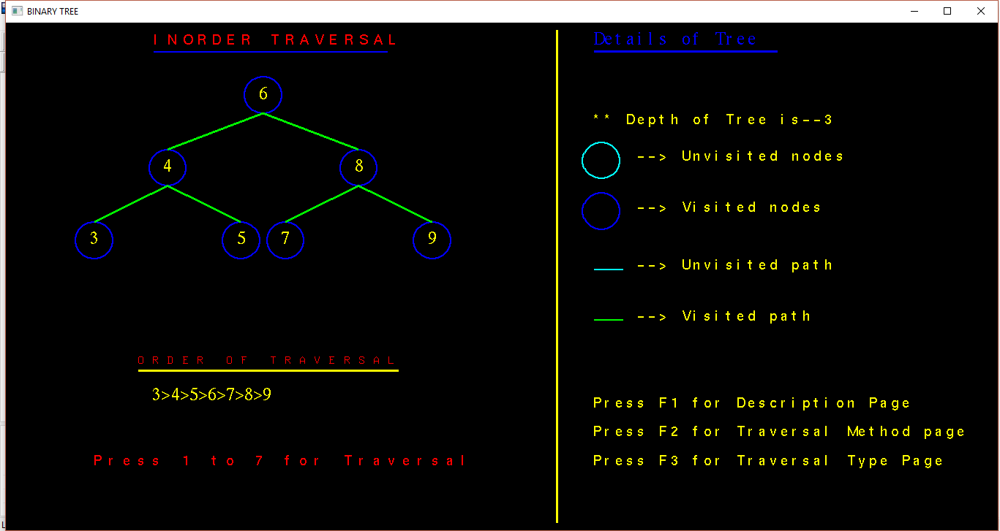 BINARY TREE
INORDER TRAVERSAL
6
4 8
3 5 7 9
ORDER OF TRAVERSAL
3>4>5>6>7>8>9
Press 1 to 7 for Traversal
Details of Tree
** Depth of Tree is--3
--> Unvisited nodes
--> Visited nodes
--> Unvisited path
--> Visited path
Press F1 for Description Page
Press F2 for Traversal Method page
Press F3 for Traversal Type Page